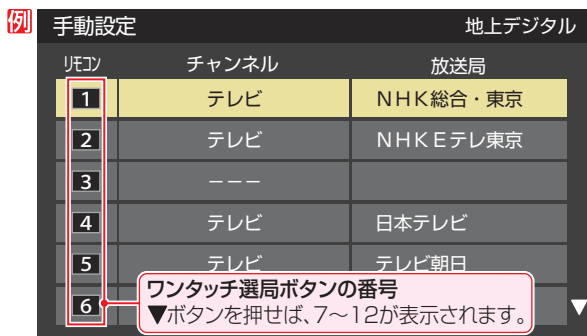 例
手動設定 地上デジタル
リモコン チャンネル 放送局
1 テレビ NHK総合・東京
2 テレビ NHKEテレ東京
3 −−−
4 テレビ 日本テレビ
5 テレビ テレビ朝日
6
ワンタッチ選局ボタンの番号
▼ボタンを押せば、7～12が表示されます。
▼